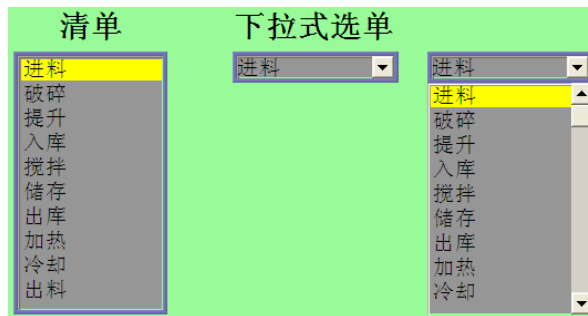 清单
进料
破碎
提升
入库
搅拌
储存
出库
加热
冷却
出料
下拉式选单
进料
进料
进料
破碎
提升
入库
搅拌
储存
出库
加热
冷却